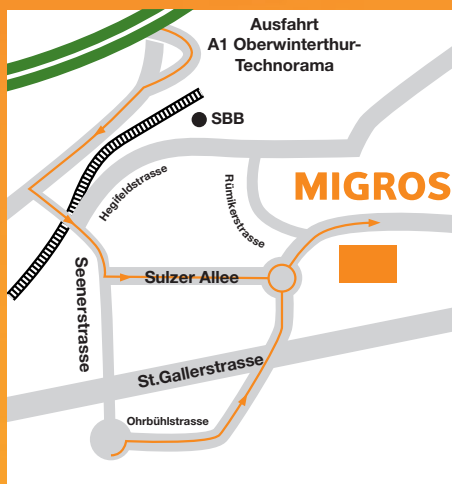 Ausfahrt
A1 Oberwinterthur-
Technorama
SBB
Hegifeldstrasse
Rümikerstrasse
MIGROS
Seenerstrasse
Sulzer Allee
St.Gallerstrasse
Ohrbühlstrasse